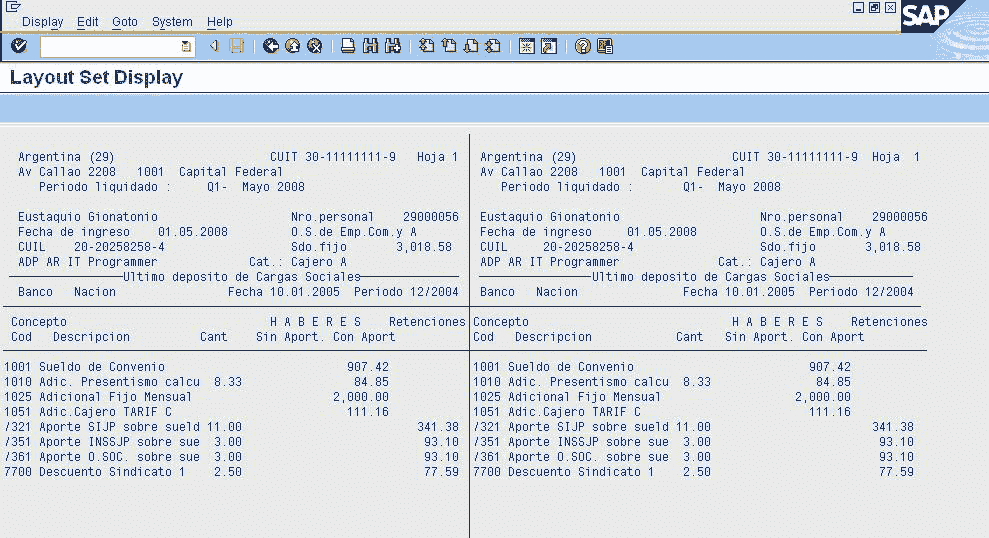 Display Edit Goto System Help
SAP
Layout Set Display
Argentina (29) CUIT 30-11111111-9 Hoja 1
Av Callao 2208 1001 Capital Federal
Periodo liquidado : Q1- Mayo 2008
Eustaquio Gionatonio Nro.personal 29000056
Fecha de ingreso 01.05.2008 O.S.de Emp.Com.y A
CUIL 20-20258258-4 Sdo.fijo 3,018.58
ADP AR IT Programmer Cat.: Cajero A
Ultimo deposito de Cargas Sociales
Banco Nacion Fecha 10.01.2005 Periodo 12/2004
Concepto H A B E R E S Retenciones
Cod Descripcion Cant Sin Aport. Con Aport
1001 Sueldo de Convenio 907.42
1010 Adic. Presentismo calcu 8.33 84.85
1025 Adicional Fijo Mensual 2,000.00
1051 Adic.Cajero TARIF C 111.16
/321 Aporte SIJP sobre sueld 11.00 341.38
/351 Aporte INSSJP sobre sue 3.00 93.10
/361 Aporte O.SOC. sobre sue 3.00 93.10
7700 Descuento Sindicato 1 2.50 77.59
Argentina (29) CUIT 30-11111111-9 Hoja 1
Av Callao 2208 1001 Capital Federal
Periodo liquidado : Q1- Mayo 2008
Eustaquio Gionatonio Nro.personal 29000056
Fecha de ingreso 01.05.2008 O.S.de Emp.Com.y A
CUIL 20-20258258-4 Sdo.fijo 3,018.58
ADP AR IT Programmer Cat.: Cajero A
Ultimo deposito de Cargas Sociales
Banco Nacion Fecha 10.01.2005 Periodo 12/2004
Concepto H A B E R E S Retenciones
Cod Descripcion Cant Sin Aport. Con Aport
1001 Sueldo de Convenio 907.42
1010 Adic. Presentismo calcu 8.33 84.85
1025 Adicional Fijo Mensual 2,000.00
1051 Adic.Cajero TARIF C 111.16
/321 Aporte SIJP sobre sueld 11.00 341.38
/351 Aporte INSSJP sobre sue 3.00 93.10
/361 Aporte O.SOC. sobre sue 3.00 93.10
7700 Descuento Sindicato 1 2.50 77.59